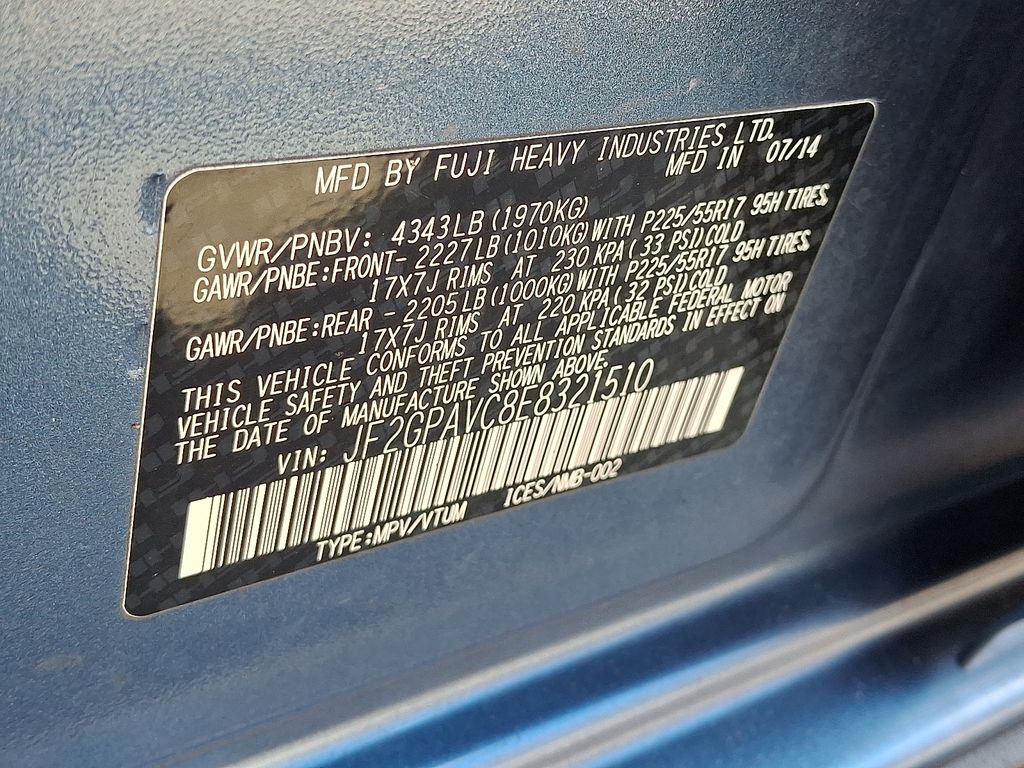 MFD BY FUJI HEAVY INDUSTRIES LTD.
MFD IN 07/14
GVWR/PNBV: 4343LB (1970KG)
GAWR/PNBE:FRONT- 2227LB (1010KG) WITH P225/55R17 95H TIRES,
17X7J RIMS AT 230 KPA ( 33 PSI) COLD
GAWR/PNBE:REAR - 2205LB (1000KG) WITH P225/55R17 95H TIRES,
17X7J RIMS AT 220 KPA ( 32 PSI) COLD
THIS VEHICLE CONFORMS TO ALL APPLICABLE FEDERAL MOTOR
VEHICLE SAFETY AND THEFT PREVENTION STANDARDS IN EFFECT ON
THE DATE OF MANUFACTURE SHOWN ABOVE.
VIN: JF2GPAVC8E8321510
TYPE:MPV/VTUM ICES/NMB-002